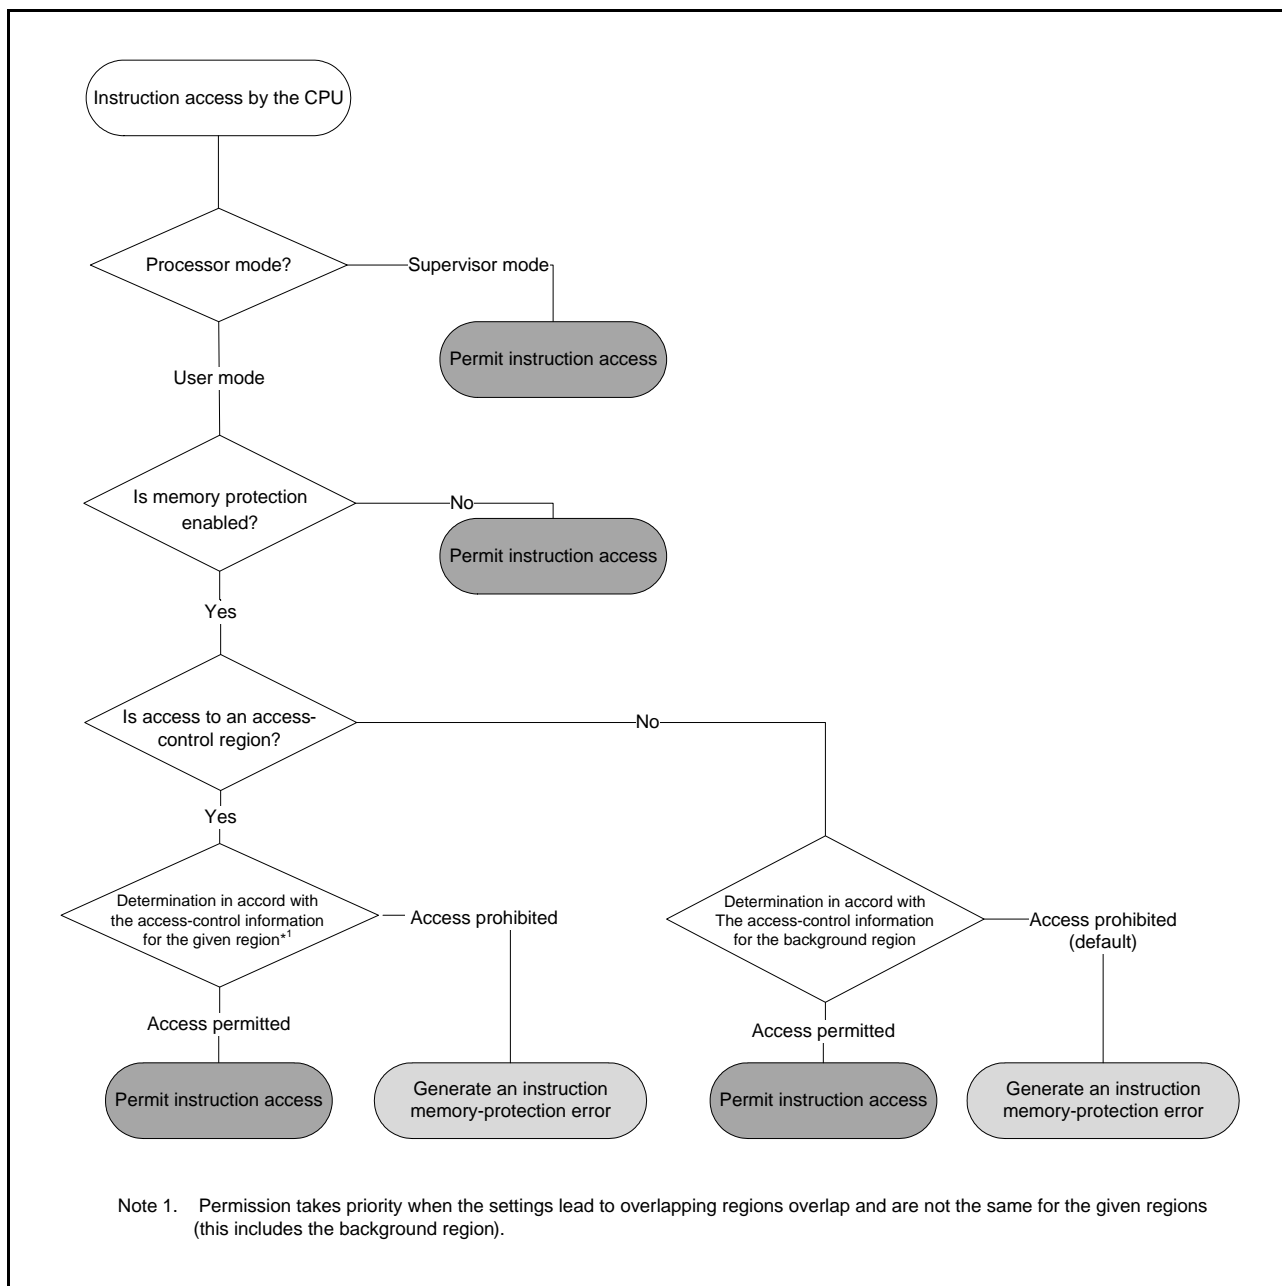 Instruction access by the CPU
Processor mode?
Supervisor mode
Permit instruction access
User mode
Is memory protection
enabled?
No
Permit instruction access
Yes
Is access to an access-
control region?
No
Yes
Determination in accord with
the access-control information
for the given region*1
Access prohibited
Determination in accord with
The access-control information
for the background region
Access prohibited
(default)
Access permitted
Access permitted
Permit instruction access
Generate an instruction
memory-protection error
Permit instruction access
Generate an instruction
memory-protection error
Note 1. Permission takes priority when the settings lead to overlapping regions overlap and are not the same for the given regions
(this includes the background region).